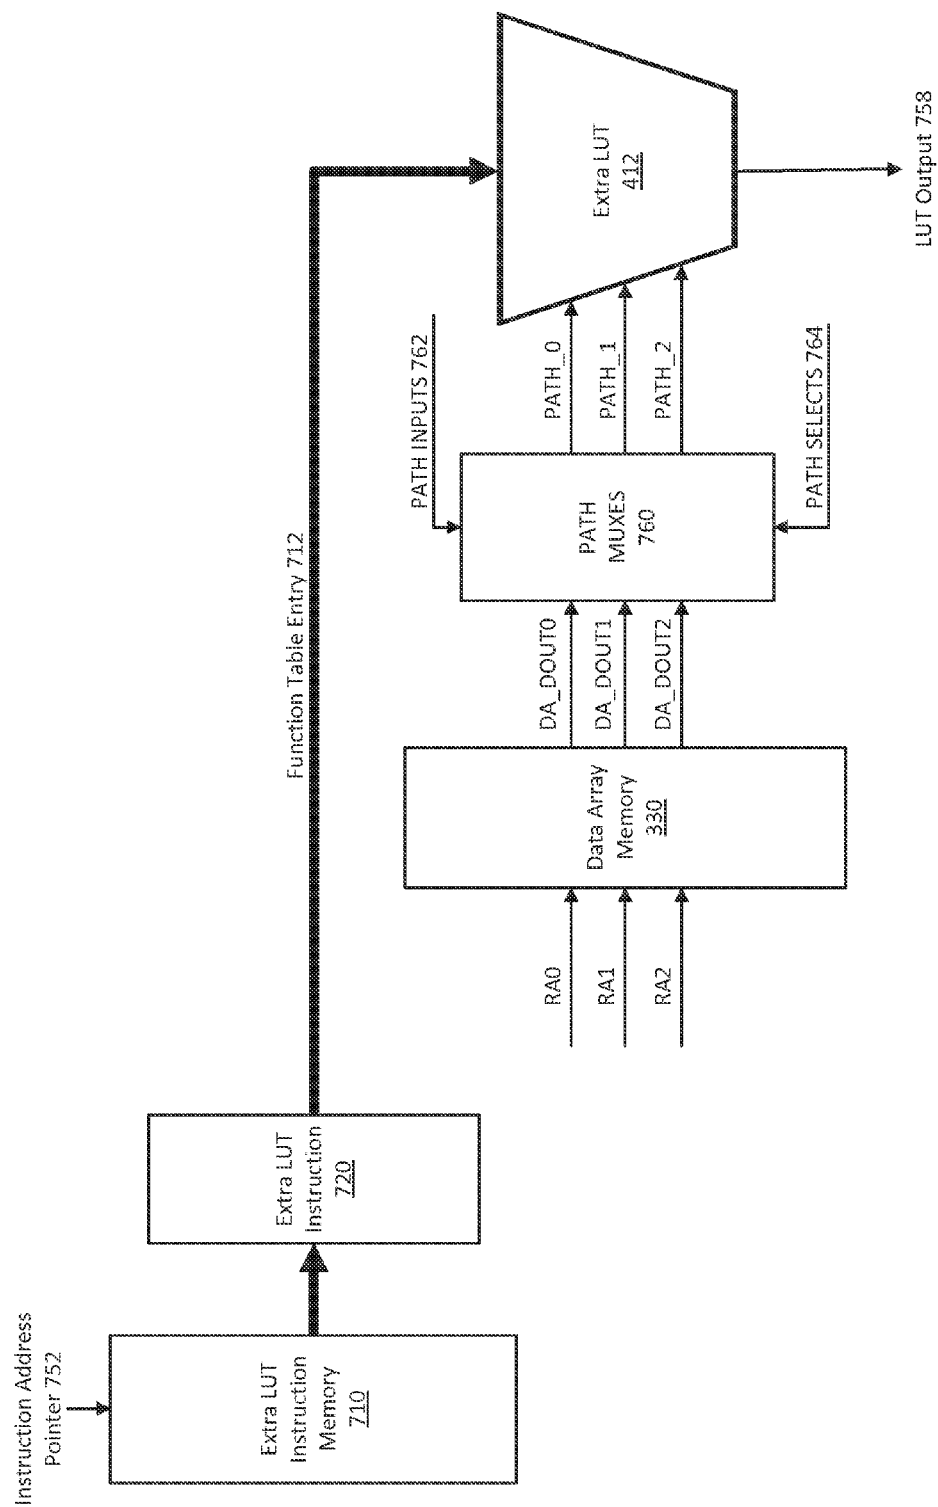 Instruction Address
Pointer 752
Extra LUT
Instruction
Memory
710
Extra LUT
Instruction
720
Function Table Entry 712
RA0
RA1
RA2
Data Array
Memory
330
DA_DOUT0
DA_DOUT1
DA_DOUT2
PATH INPUTS 762
PATH
MUXES
760
PATH SELECTS 764
PATH_0
PATH_1
PATH_2
Extra LUT
412
LUT Output 758